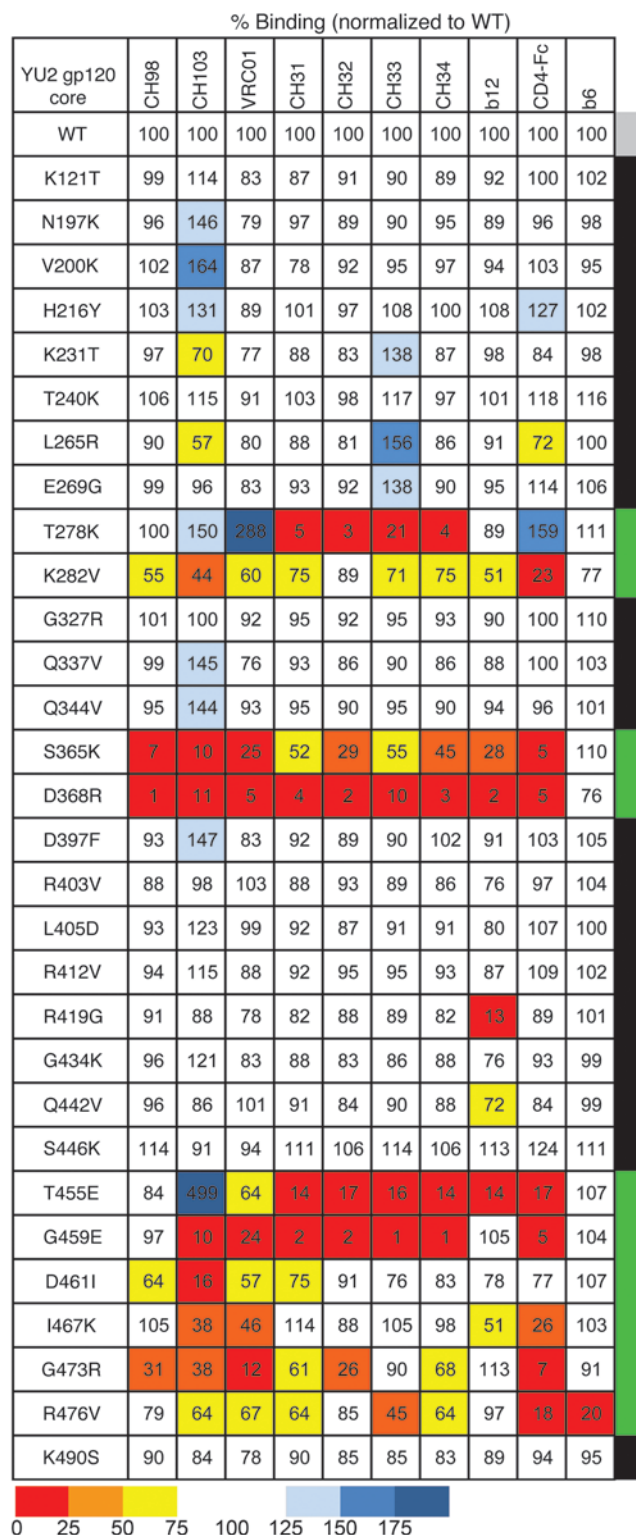 % Binding (normalized to WT)
YU2 gp120 core CH98 CH103 VRC01 CH31 CH32 CH33 CH34 b12 CD4-Fc b6
WT 100 100 100 100 100 100 100 100 100 100
K121T 99 114 83 87 91 90 89 92 100 102
N197K 96 146 79 97 89 90 95 89 96 98
V200K 102 164 87 78 92 95 97 94 103 95
H216Y 103 131 89 101 97 108 100 108 127 102
K231T 97 70 77 88 83 138 87 98 84 98
T240K 106 115 91 103 98 117 97 101 118 116
L265R 90 57 80 88 81 156 86 91 72 100
E269G 99 96 83 93 92 138 90 95 114 106
T278K 100 150 288 5 3 21 4 89 159 111
K282V 55 44 60 75 89 71 75 51 23 77
G327R 101 100 92 95 92 95 93 90 100 110
Q337V 99 145 76 93 86 90 86 88 100 103
Q344V 95 144 93 95 90 95 90 94 96 101
S365K 7 10 25 52 29 55 45 28 5 110
D368R 1 11 5 4 2 10 3 2 5 76
D397F 93 147 83 92 89 90 102 91 103 105
R403V 88 98 103 88 93 89 86 76 97 104
L405D 93 123 99 92 87 91 91 80 107 100
R412V 94 115 88 92 95 95 93 87 109 102
R419G 91 88 78 82 88 89 82 13 89 101
G434K 96 121 83 88 83 86 88 76 93 99
Q442V 96 86 101 91 84 90 88 72 84 99
S446K 114 91 94 111 106 114 106 113 124 111
T455E 84 499 64 14 17 16 14 14 17 107
G459E 97 10 24 2 2 1 1 105 5 104
D461I 64 16 57 75 91 76 83 78 77 107
I467K 105 38 46 114 88 105 98 51 26 103
G473R 31 38 12 61 26 90 68 113 7 91
R476V 79 64 67 64 85 45 64 97 18 20
K490S 90 84 78 90 85 85 83 89 94 95
0 25 50 75 100 125 150 175